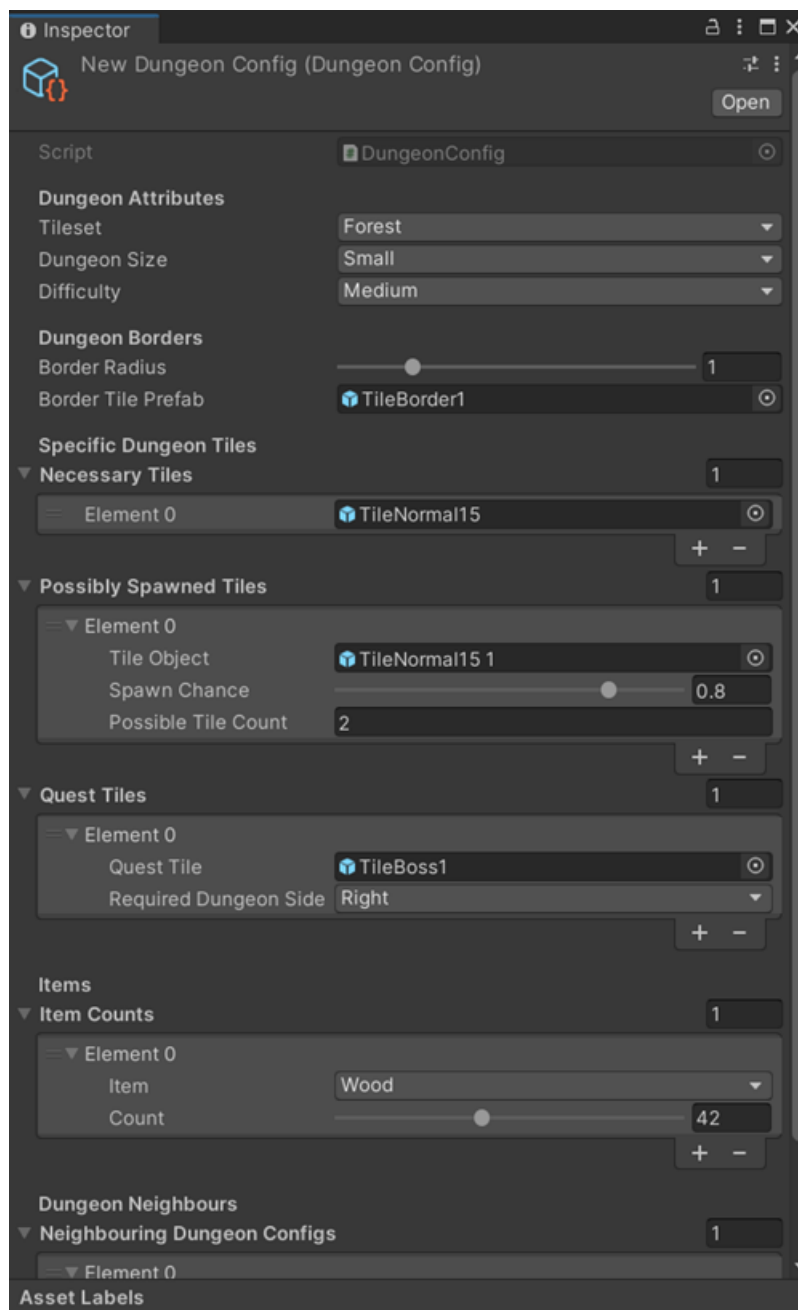 Inspector
New Dungeon Config (Dungeon Config)
Open
Script DungeonConfig
Dungeon Attributes
Tileset Forest
Dungeon Size Small
Difficulty Medium
Dungeon Borders
Border Radius 1
Border Tile Prefab TileBorder1
Specific Dungeon Tiles
Necessary Tiles 1
Element 0 TileNormal15
+ −
Possibly Spawned Tiles 1
Element 0
Tile Object TileNormal15 1
Spawn Chance 0.8
Possible Tile Count 2
+ −
Quest Tiles 1
Element 0
Quest Tile TileBoss1
Required Dungeon Side Right
+ −
Items
Item Counts 1
Element 0
Item Wood
Count 42
+ −
Dungeon Neighbours
Neighbouring Dungeon Configs 1
Element 0
Asset Labels